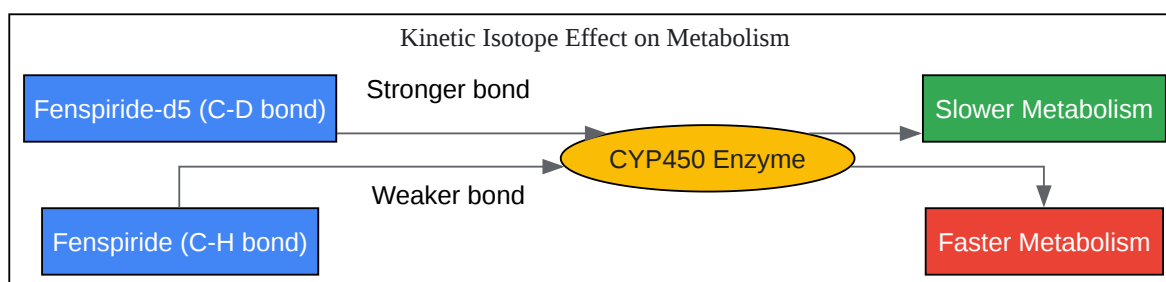 Kinetic Isotope Effect on Metabolism
Fenspiride-d5 (C-D bond)
Stronger bond
Slower Metabolism
CYP450 Enzyme
Weaker bond
Fenspiride (C-H bond)
Faster Metabolism